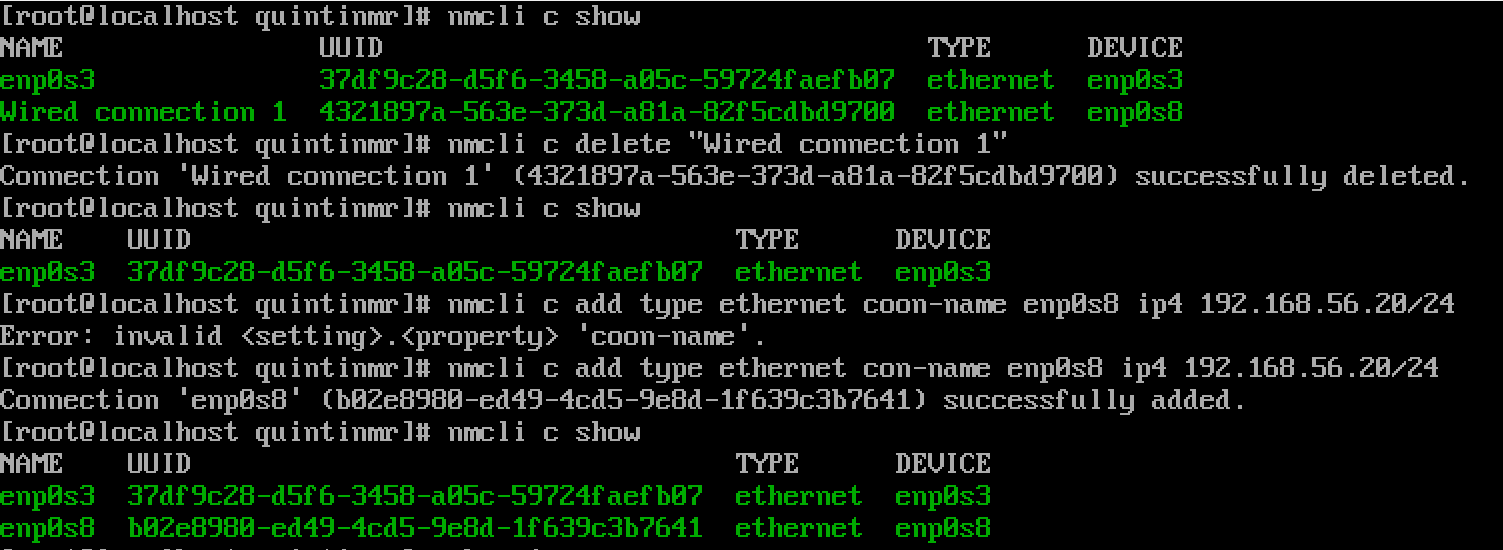 [root@localhost quintinmr]# nmcli c show
NAME                UUID                                  TYPE      DEVICE
enp0s3              37df9c28-d5f6-3458-a05c-59724faefb07  ethernet  enp0s3
Wired connection 1  4321897a-563e-373d-a81a-82f5cdbd9700  ethernet  enp0s8
[root@localhost quintinmr]# nmcli c delete "Wired connection 1"
Connection 'Wired connection 1' (4321897a-563e-373d-a81a-82f5cdbd9700) successfully deleted.
[root@localhost quintinmr]# nmcli c show
NAME    UUID                                  TYPE      DEVICE
enp0s3  37df9c28-d5f6-3458-a05c-59724faefb07  ethernet  enp0s3
[root@localhost quintinmr]# nmcli c add type ethernet coon-name enp0s8 ip4 192.168.56.20/24
Error: invalid <setting>.<property> 'coon-name'.
[root@localhost quintinmr]# nmcli c add type ethernet con-name enp0s8 ip4 192.168.56.20/24
Connection 'enp0s8' (b02e8980-ed49-4cd5-9e8d-1f639c3b7641) successfully added.
[root@localhost quintinmr]# nmcli c show
NAME    UUID                                  TYPE      DEVICE
enp0s3  37df9c28-d5f6-3458-a05c-59724faefb07  ethernet  enp0s3
enp0s8  b02e8980-ed49-4cd5-9e8d-1f639c3b7641  ethernet  enp0s8